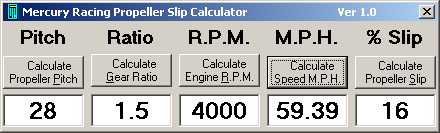 Mercury Racing Propeller Slip Calculator Ver 1.0
Pitch Ratio R.P.M. M.P.H. % Slip
Calculate Calculate Calculate Calculate Calculate
Propeller Pitch Gear Ratio Engine R.P.M. Speed M.P.H. Propeller Slip
28 1.5 4000 59.39 16